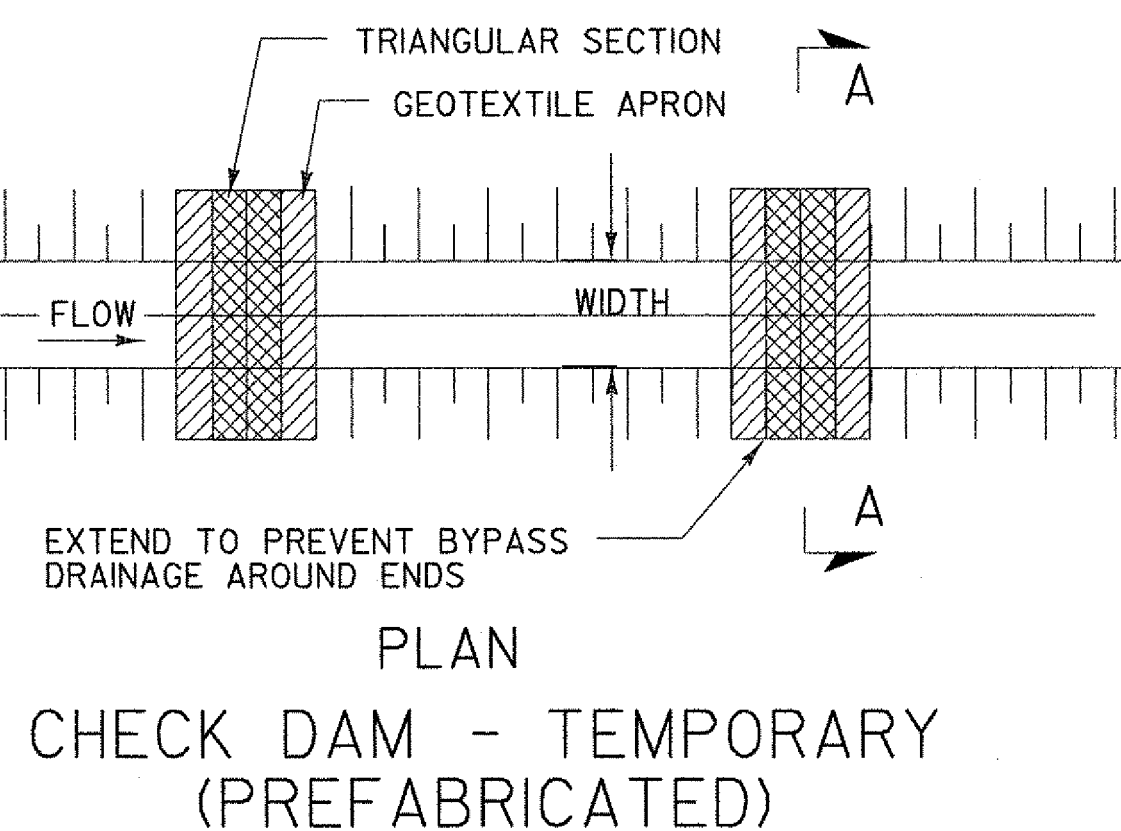 TRIANGULAR SECTION
GEOTEXTILE APRON
A
FLOW
WIDTH
A
EXTEND TO PREVENT BYPASS
DRAINAGE AROUND ENDS
PLAN
CHECK DAM - TEMPORARY
(PREFABRICATED)